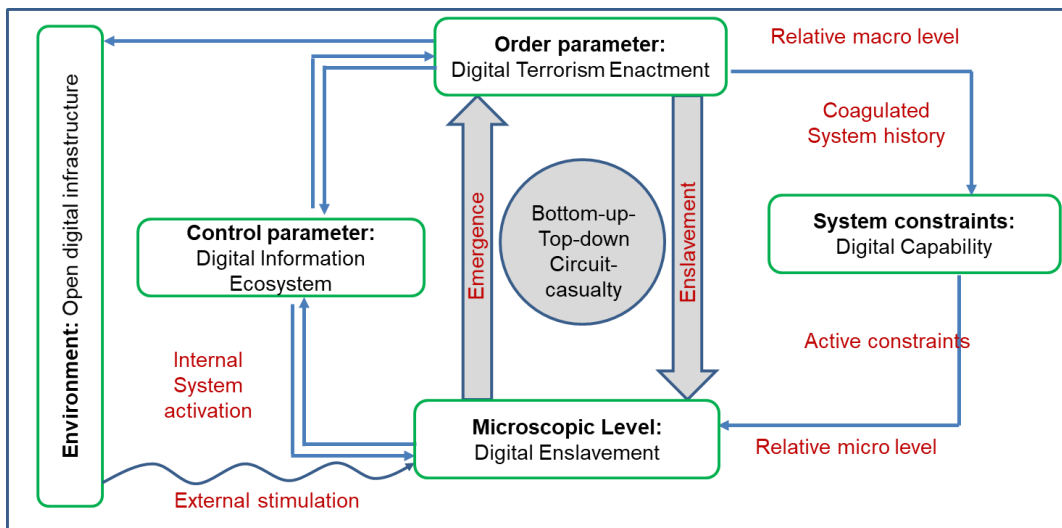 Environment: Open digital infrastructure
Order parameter:
Digital Terrorism Enactment
Relative macro level
Coagulated
System history
Emergence
Bottom-up-
Top-down
Circuit-
casualty
Enslavement
Control parameter:
Digital Information
Ecosystem
System constraints:
Digital Capability
Internal
System
activation
Active constraints
Microscopic Level:
Digital Enslavement
Relative micro level
External stimulation